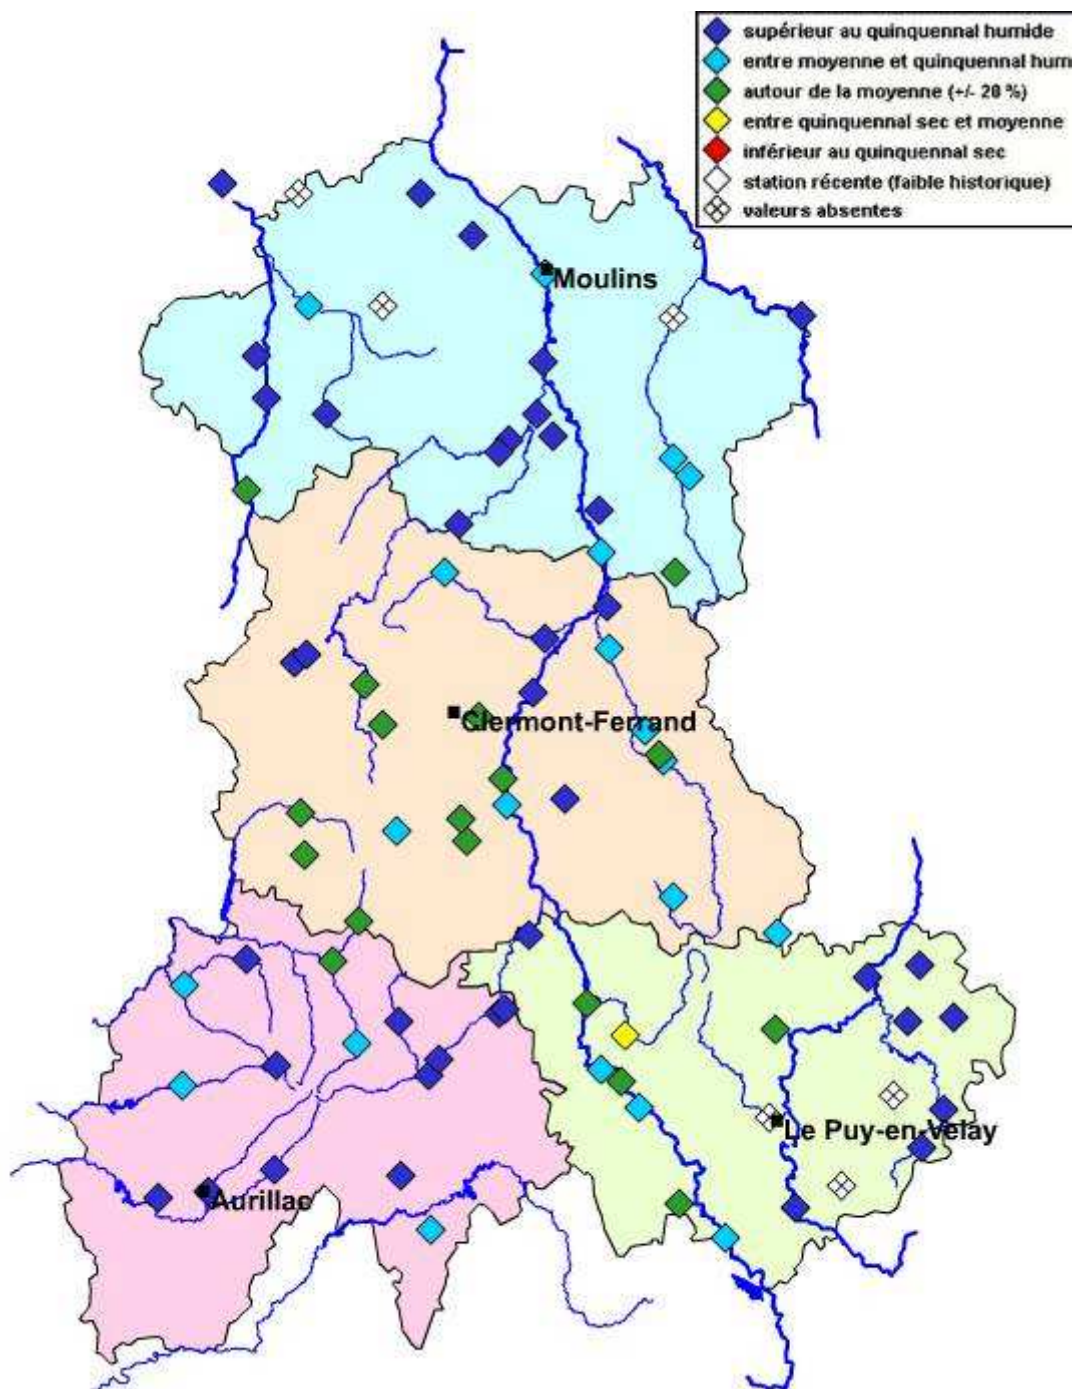 supérieur au quinquennal humide
entre moyenne et quinquennal hum
autour de la moyenne (+/- 20 %)
entre quinquennal sec et moyenne
inférieur au quinquennal sec
station récente (faible historique)
valeurs absentes
Moulins
Clermont-Ferrand
Le Puy-en-Velay
Aurillac